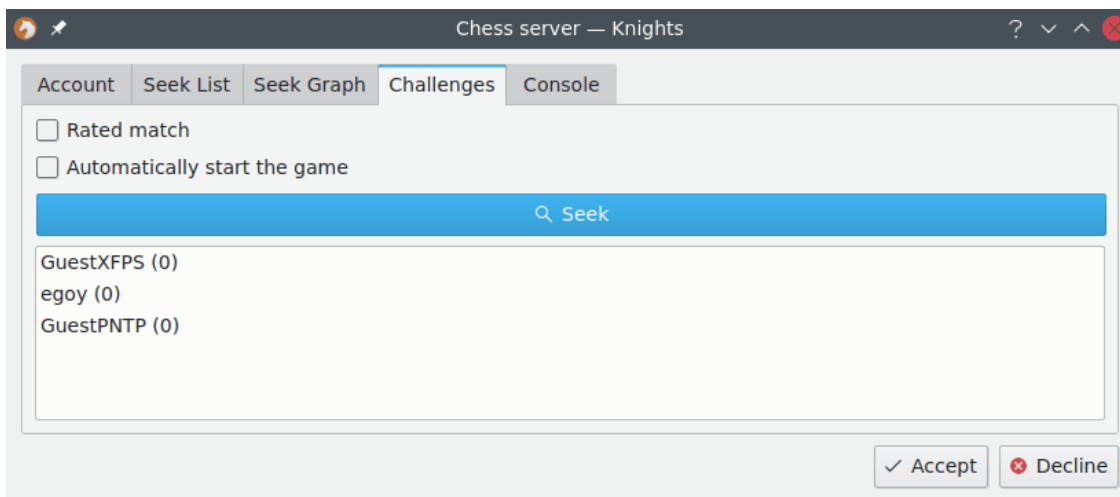 Chess server — Knights
Account Seek List Seek Graph Challenges Console
Rated match
Automatically start the game
Seek
GuestXFPS (0)
egoy (0)
GuestPNTP (0)
Accept Decline